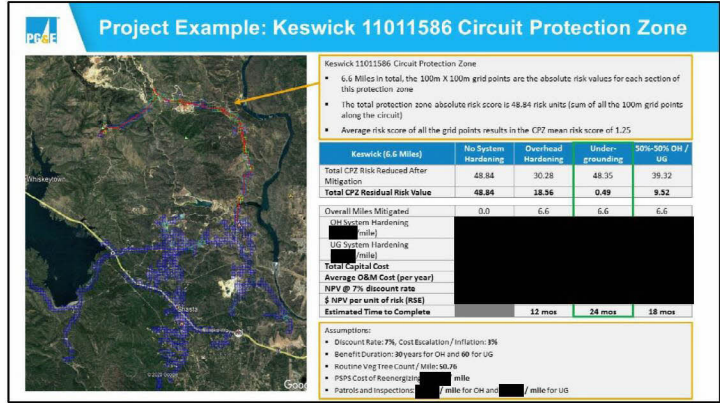 PG&E
Project Example: Keswick 11011586 Circuit Protection Zone
Keswick 11011586 Circuit Protection Zone
▪ 6.6 Miles in total, the 100m X 100m grid points are the absolute risk values for each section of
this protection zone
▪ The total protection zone absolute risk score is 48.84 risk units (sum of all the 100m grid points
along the circuit)
▪ Average risk score of all the grid points results in the CPZ mean risk score of 1.25
Keswick (6.6 Miles) No System Hardening Overhead Hardening Under-grounding 50%-50% OH / UG
Total CPZ Risk Reduced After Mitigation 48.84 30.28 48.35 39.32
Total CPZ Residual Risk Value 48.84 18.56 0.49 9.52
Overall Miles Mitigated 0.0 6.6 6.6 6.6
OH System Hardening
/mile)
UG System Hardening
/mile)
Total Capital Cost
Average O&M Cost (per year)
NPV @ 7% discount rate
$ NPV per unit of risk (RSE)
Estimated Time to Complete 12 mos 24 mos 18 mos
Assumptions:
▪ Discount Rate: 7%, Cost Escalation / Inflation: 3%
▪ Benefit Duration: 30 years for OH and 60 for UG
▪ Routine Veg Tree Count / Mile: 50.76
▪ PSPS Cost of Reenergizing / mile
▪ Patrols and Inspections: / mile for OH and / mile for UG
Whiskeytown
Shasta
Goo